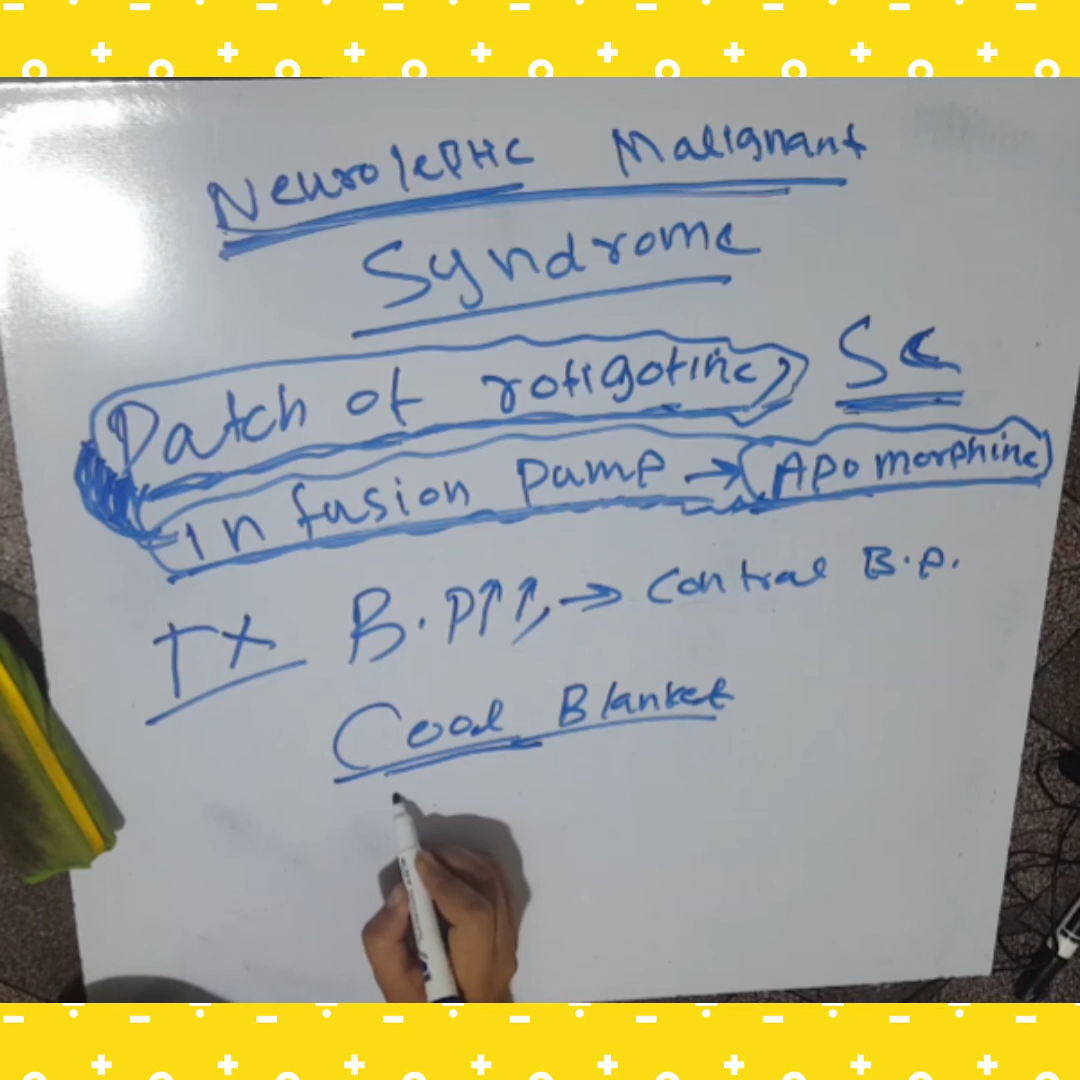 Neuroleptic Malignant
Syndrome
Patch of rotigotine, SC
Infusion Pump → Apomorphine
TX B.P↑↑, → Control B.P.
Cool Blanket